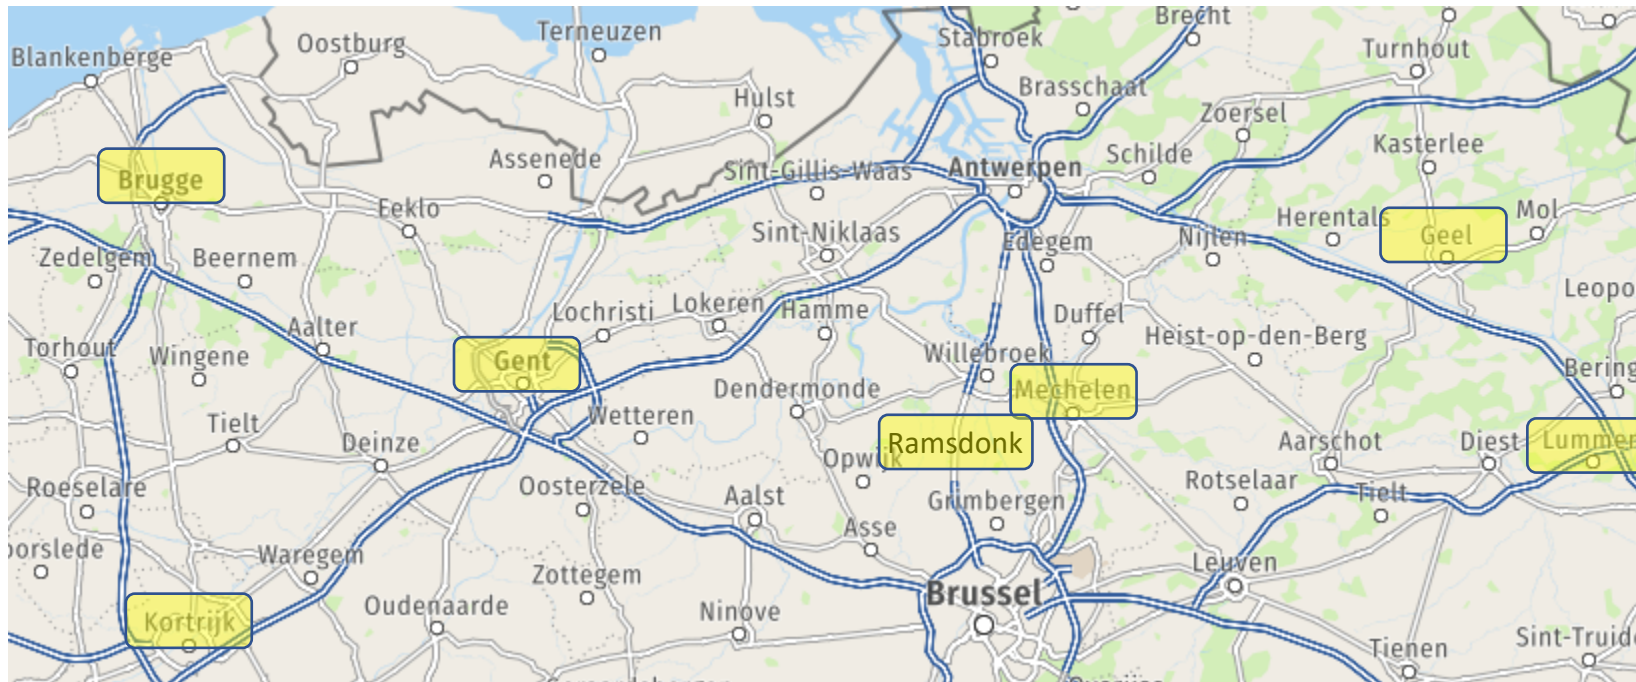 Blankenberge
Oostburg
Terneuzen
Stabroek
Brecht
Turnhout
Hulst
Brasschaat
Zoersel
Kasterlee
Assenede
Sint-Gillis-Waas
Antwerpen
Schilde
Brugge
Eeklo
Sint-Niklaas
Edegem
Nijlen
Herentals
Geel
Mol
Zedelgem
Beernem
Leopo
Lochristi
Lokeren
Hamme
Duffel
Heist-op-den-Berg
Aalter
Torhout
Wingene
Gent
Willebroek
Bering
Dendermonde
Mechelen
Wetteren
Tielt
Deinze
Ramsdonk
Opwijk
Aarschot
Diest
Lummen
Roeselare
Oosterzele
Aalst
Grimbergen
Rotselaar
Tielt
Asse
oorslede
Waregem
Zottegem
Brussel
Leuven
Kortrijk
Oudenaarde
Ninove
Tienen
Sint-Truide